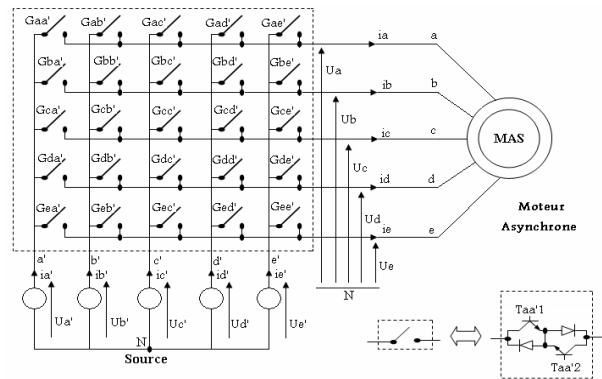 Gaa' Gab' Gac' Gad' Gae'
ia a
Ua
Gba' Gbb' Gbc' Gbd' Gbe'
ib b
Ub
Gca' Gcb' Gcc' Gcd' Gce'
ic c
MAS
Uc
Gda' Gdb' Gdc' Gdd' Gde'
id d
Ud
Moteur
Asynchrone
Gea' Geb' Gec' Ged' Gee'
ie e
Ue
a' b' c' d' e'
ia' ib' ic' id' ie'
N
Ua' Ub' Uc' Ud' Ue'
N
Source
Taa'1
Taa'2